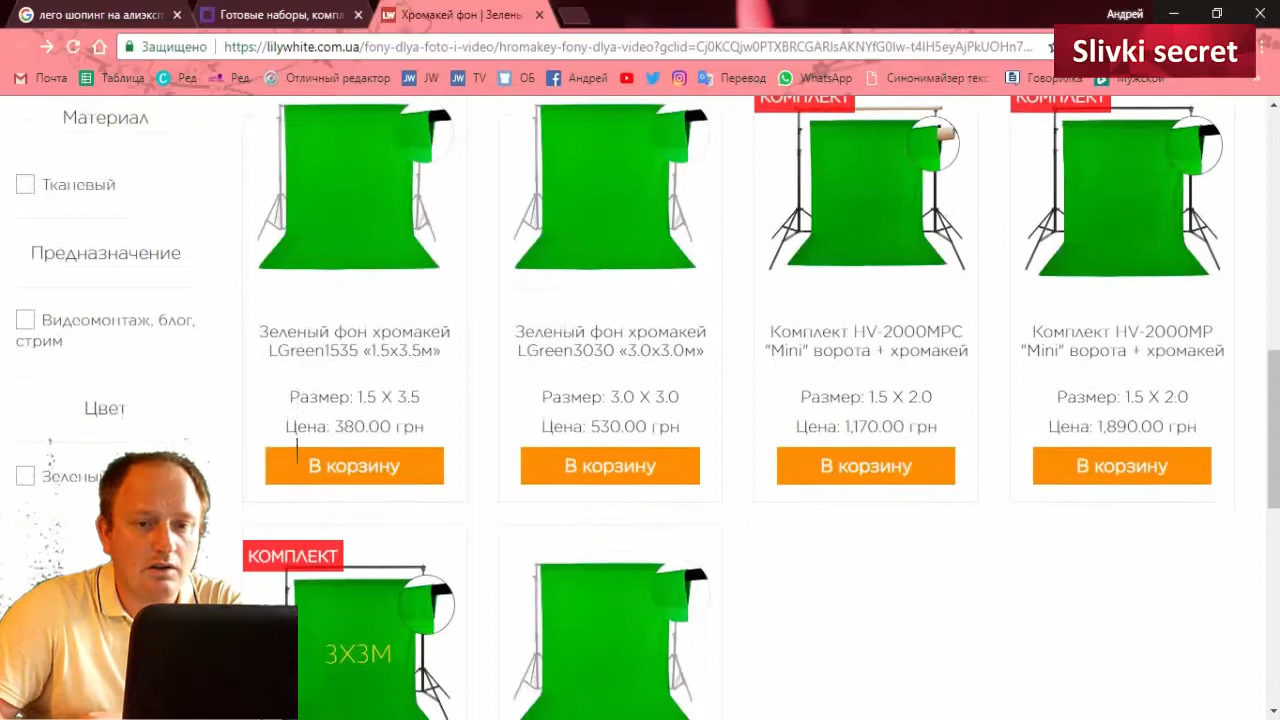 лего шопинг на алиэксп
Готовые наборы, компл
Хромакей фон | Зелены
Андрей
Защищено
https://lilywhite.com.ua/fony-dlya-foto-i-video/hromakey-fony-dlya-video?gclid=Cj0KCQjw0PTXBRCGARIsAKNYfG0Iw-t4IH5eyAjPkUOHn7...
Slivki secret
Почта
Таблица
Ред
Ред.
Отличный редактор
JW
TV
ОБ
Андрей
Перевод
WhatsApp
Синонимайзер текс
Говорилка
Мужской
Материал
Тканевый
Предназначение
Видеомонтаж, блог,
стрим
Цвет
Зелены
КОМПЛЕКТ
КОМПЛЕКТ
Зеленый фон хромакей
LGreen1535 «1.5х3.5м»
Размер: 1.5 X 3.5
Цена: 380.00 грн
В корзину
Зеленый фон хромакей
LGreen3030 «3.0х3.0м»
Размер: 3.0 X 3.0
Цена: 530.00 грн
В корзину
Комплект HV-2000MPC
"Mini" ворота + хромакей
Размер: 1.5 X 2.0
Цена: 1,170.00 грн
В корзину
Комплект HV-2000MP
"Mini" ворота + хромакей
Размер: 1.5 X 2.0
Цена: 1,890.00 грн
В корзину
КОМПЛЕКТ
3X3M